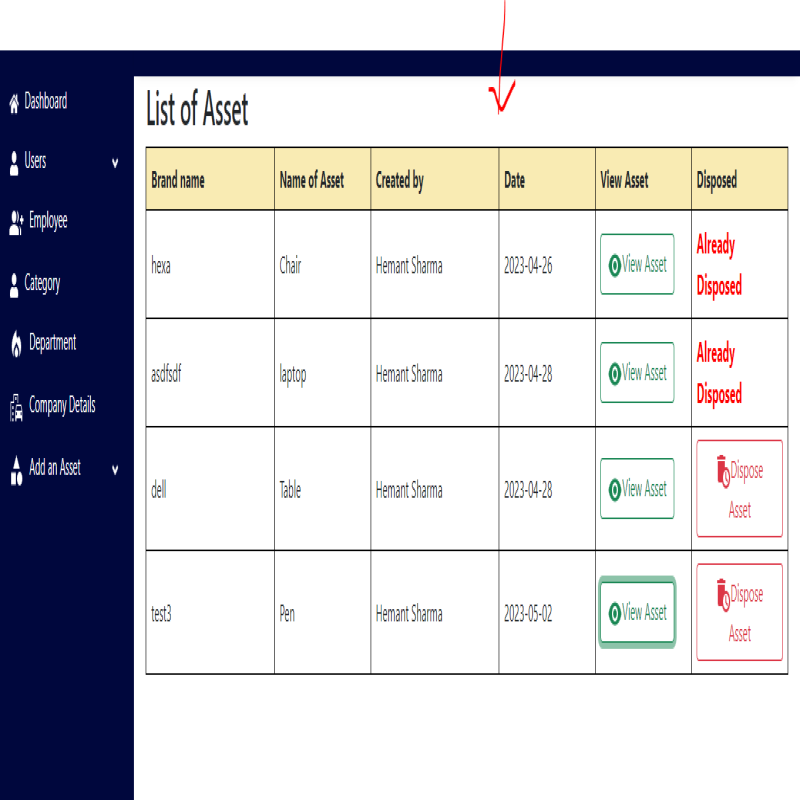 Dashboard
Users
Employee
Category
Department
Company Details
Add an Asset
List of Asset
Brand name Name of Asset Created by Date View Asset Disposed
hexa Chair Hemant Sharma 2023-04-26 View Asset Already Disposed
asdfsdf laptop Hemant Sharma 2023-04-28 View Asset Already Disposed
dell Table Hemant Sharma 2023-04-28 View Asset Dispose Asset
test3 Pen Hemant Sharma 2023-05-02 View Asset Dispose Asset